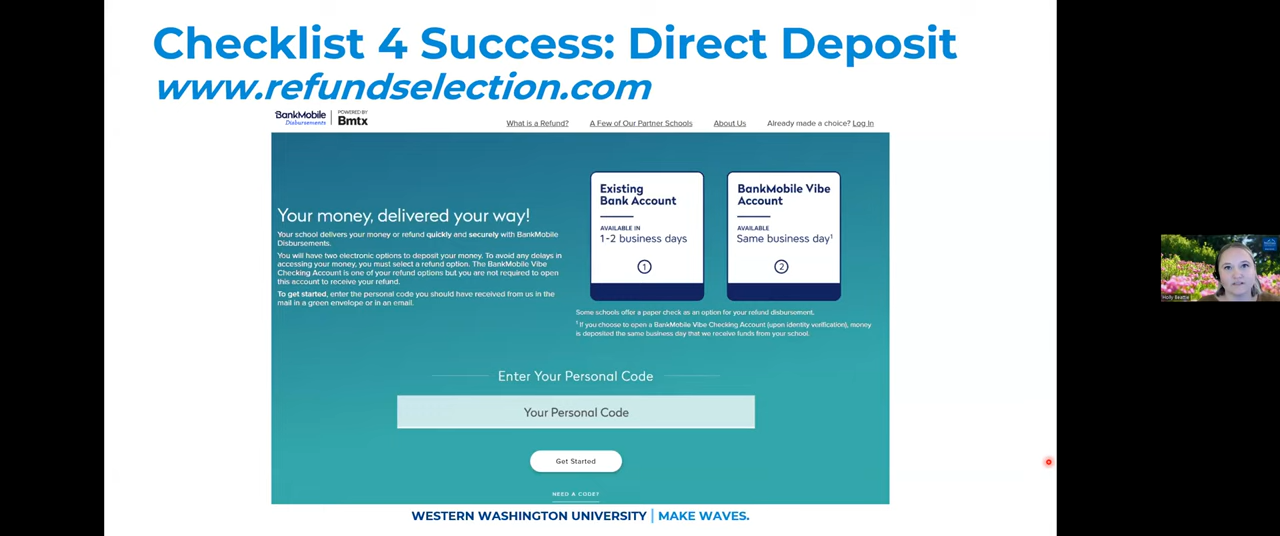 Checklist 4 Success: Direct Deposit
www.refundselection.com
BankMobile
Disbursements
POWERED BY
Bmtx
What is a Refund?
A Few of Our Partner Schools
About Us
Already made a choice? Log In
Your money, delivered your way!
Your school delivers your money or refund quickly and securely with BankMobile
Disbursements.
You will have two electronic options to deposit your money. To avoid any delays in
accessing your money, you must select a refund option. The BankMobile Vibe
Checking Account is one of your refund options but you are not required to open
this account to receive your refund.
To get started, enter the personal code you should have received from us in the
mail in a green envelope or in an email.
Existing
Bank Account
AVAILABLE IN
1-2 business days
1
BankMobile Vibe
Account
AVAILABLE
Same business day1
2
Some schools offer a paper check as an option for your refund disbursement.
1 If you choose to open a BankMobile Vibe Checking Account (upon identity verification), money
is deposited the same business day that we receive funds from your school.
Enter Your Personal Code
Your Personal Code
Get Started
NEED A CODE?
WESTERN WASHINGTON UNIVERSITY | MAKE WAVES.
Holly Beattie